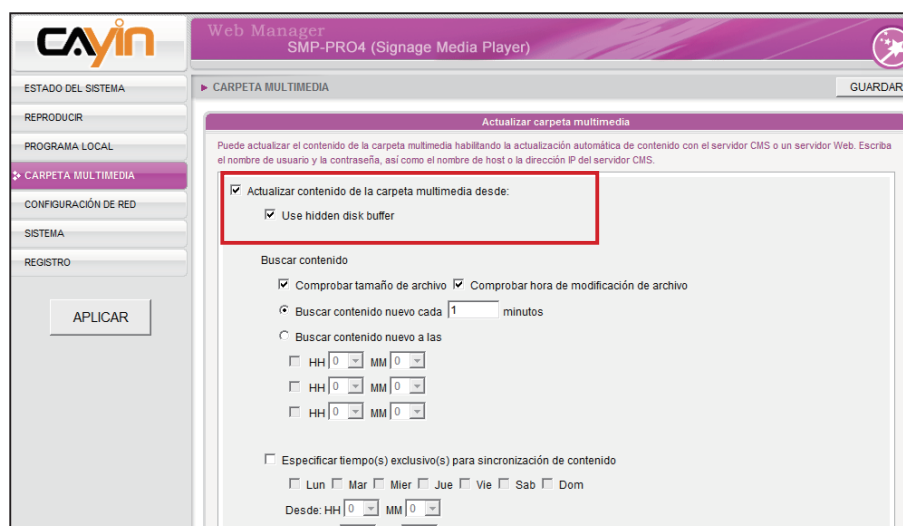 CAYin
Web Manager
SMP-PRO4 (Signage Media Player)
ESTADO DEL SISTEMA
REPRODUCIR
PROGRAMA LOCAL
CARPETA MULTIMEDIA
CONFIGURACIÓN DE RED
SISTEMA
REGISTRO
APLICAR
CARPETA MULTIMEDIA
GUARDAR
Actualizar carpeta multimedia
Puede actualizar el contenido de la carpeta multimedia habilitando la actualización automática de contenido con el servidor CMS o un servidor Web. Escriba
el nombre de usuario y la contraseña, así como el nombre de host o la dirección IP del servidor CMS.
Actualizar contenido de la carpeta multimedia desde:
Use hidden disk buffer
Buscar contenido
Comprobar tamaño de archivo Comprobar hora de modificación de archivo
Buscar contenido nuevo cada 1 minutos
Buscar contenido nuevo a las
HH 0 MM 0
HH 0 MM 0
HH 0 MM 0
Especificar tiempo(s) exclusivo(s) para sincronización de contenido
Lun Mar Mier Jue Vie Sab Dom
Desde: HH 0 MM 0